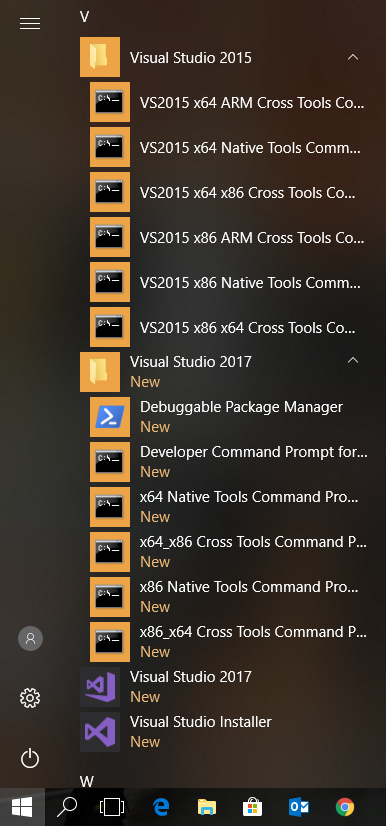 V
Visual Studio 2015
VS2015 x64 ARM Cross Tools Co...
VS2015 x64 Native Tools Comm...
VS2015 x64 x86 Cross Tools Co...
VS2015 x86 ARM Cross Tools Co...
VS2015 x86 Native Tools Comm...
VS2015 x86 x64 Cross Tools Co...
Visual Studio 2017
New
Debuggable Package Manager
New
Developer Command Prompt for...
New
x64 Native Tools Command Pro...
New
x64_x86 Cross Tools Command P...
New
x86 Native Tools Command Pro...
New
x86_x64 Cross Tools Command P...
New
Visual Studio 2017
New
Visual Studio Installer
New
W